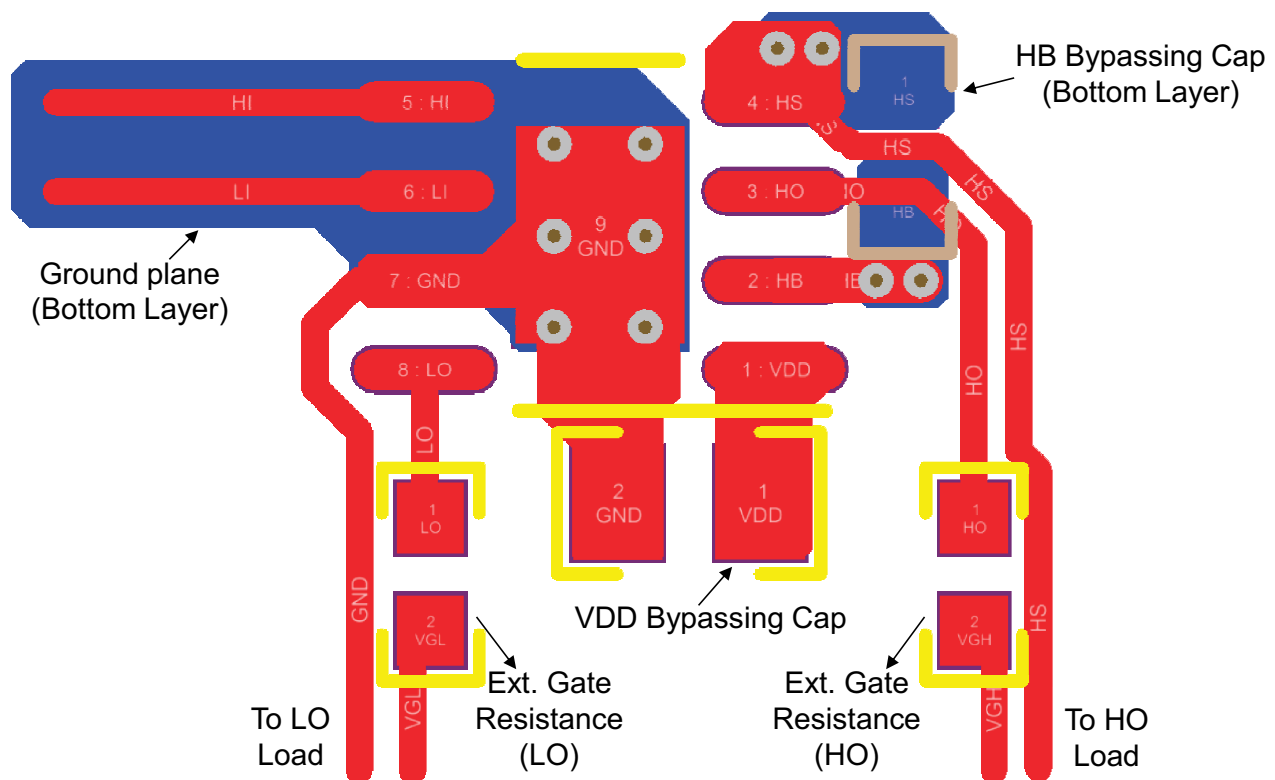 HB Bypassing Cap
(Bottom Layer)
HI
5 : HI
4 : HS
1
HS
HS
HS
HS
LI
6 : LI
3 : HO
HO
HB
9
GND
Ground plane
(Bottom Layer)
7 : GND
2 : HB
HS
8 : LO
1 : VDD
HO
LO
2
GND
1
VDD
1
LO
1
HO
GND
2
VGL
VDD Bypassing Cap
2
VGH
HS
VGL
Ext. Gate
Resistance
(LO)
Ext. Gate
Resistance
(HO)
VGH
To LO
Load
To HO
Load